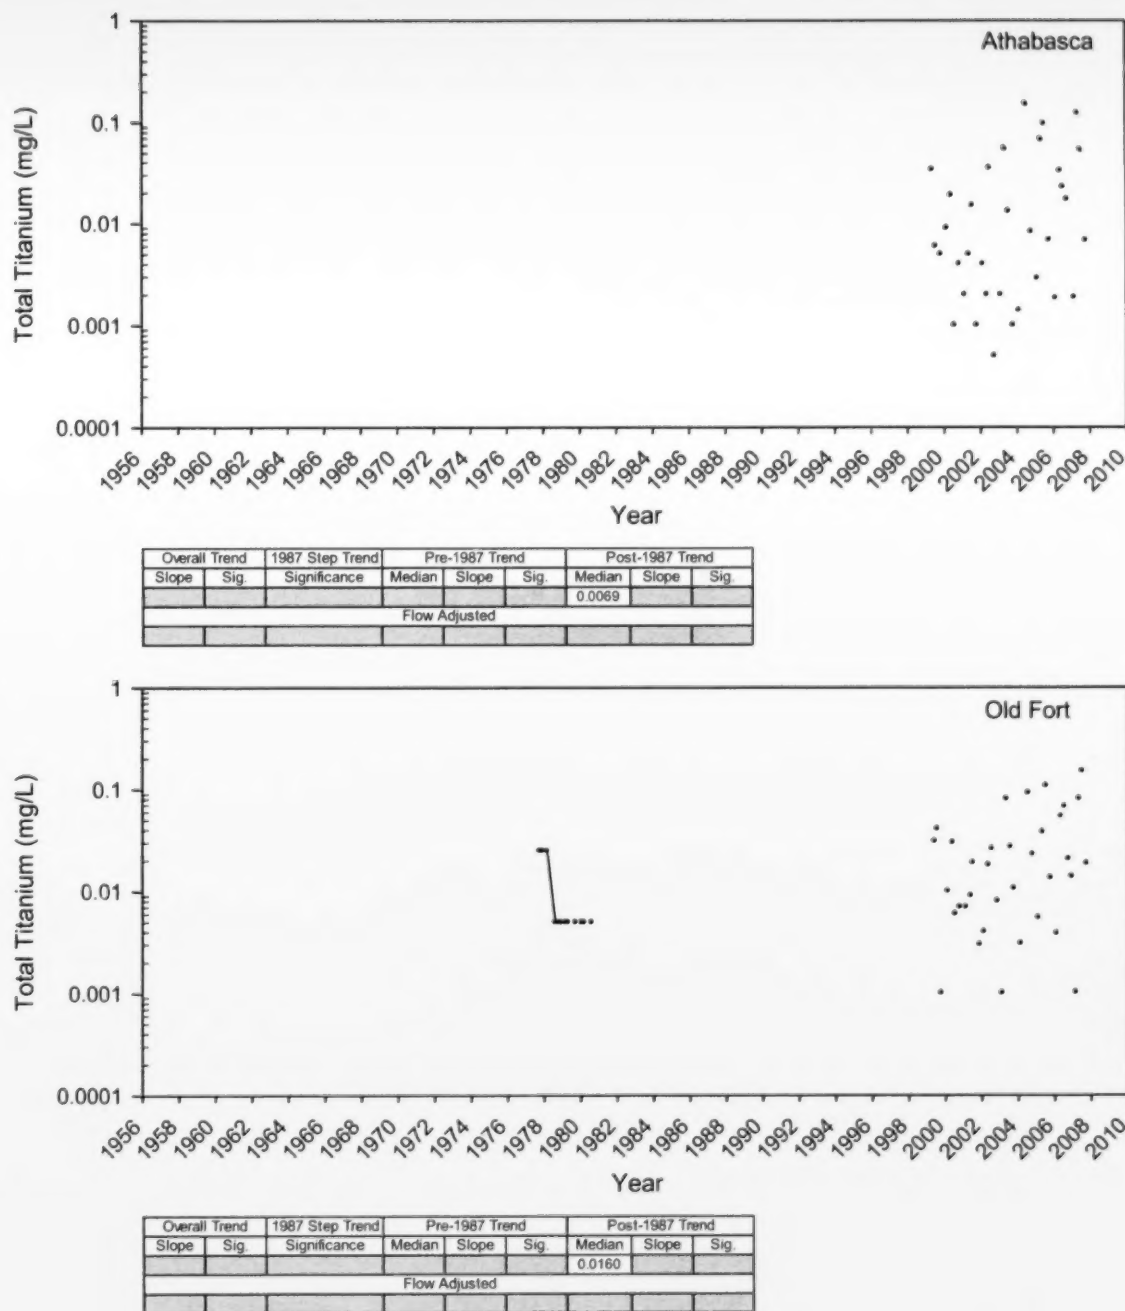 Athabasca
Total Titanium (mg/L)
1
0.1
0.01
0.001
0.0001
1956 1958 1960 1962 1964 1966 1968 1970 1972 1974 1976 1978 1980 1982 1984 1986 1988 1990 1992 1994 1996 1998 2000 2002 2004 2006 2008 2010
Year
Overall Trend 1987 Step Trend Pre-1987 Trend Post-1987 Trend
Slope Sig. Significance Median Slope Sig. Median Slope Sig.
0.0069
Flow Adjusted
Old Fort
Total Titanium (mg/L)
1
0.1
0.01
0.001
0.0001
1956 1958 1960 1962 1964 1966 1968 1970 1972 1974 1976 1978 1980 1982 1984 1986 1988 1990 1992 1994 1996 1998 2000 2002 2004 2006 2008 2010
Year
Overall Trend 1987 Step Trend Pre-1987 Trend Post-1987 Trend
Slope Sig. Significance Median Slope Sig. Median Slope Sig.
0.0160
Flow Adjusted